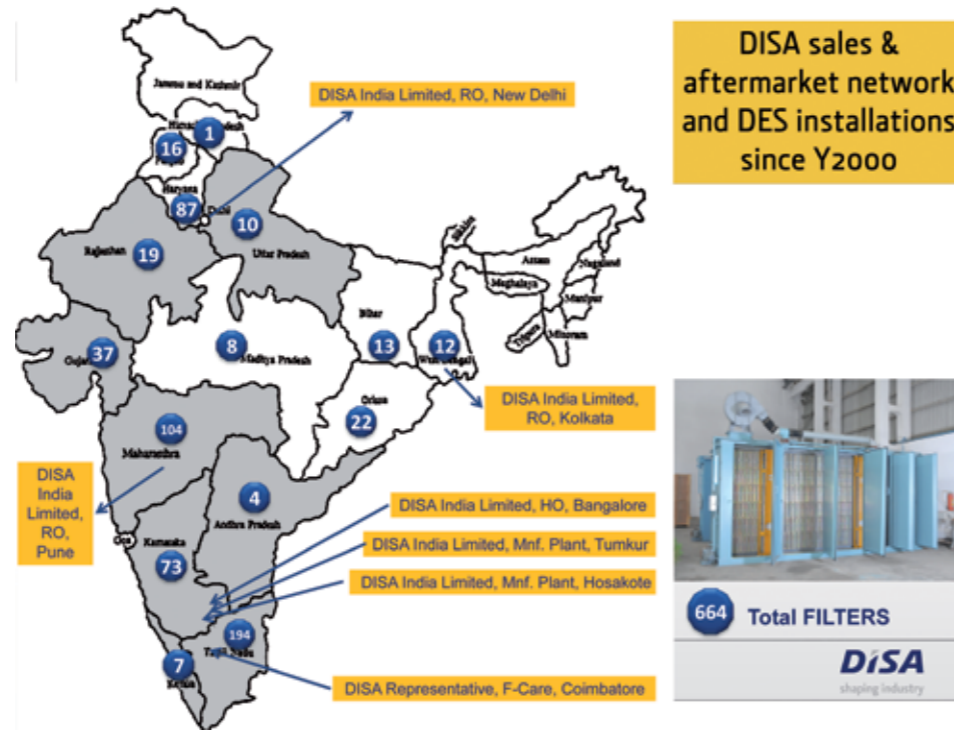 DISA sales &
aftermarket network
and DES installations
since Y2000
Jammu and Kashmir
DISA India Limited, RO, New Delhi
1
16
Haryana
87
10
Uttar Pradesh
Rajasthan
19
Sikkim
Assam
Nagaland
Meghalaya
Manipur
Tripura
Mizoram
Bihar
13
12
West Bengal
37
8
Madhya Pradesh
DISA India Limited,
RO, Kolkata
Orissa
22
104
Maharashtra
DISA
India
Limited,
RO,
Pune
4
Andhra Pradesh
Goa
Karnataka
73
DISA India Limited, HO, Bangalore
DISA India Limited, Mnf. Plant, Tumkur
DISA India Limited, Mnf. Plant, Hosakote
194
Tamil Nadu
7
Kerala
DISA Representative, F-Care, Coimbatore
664
Total FILTERS
DISA
shaping industry